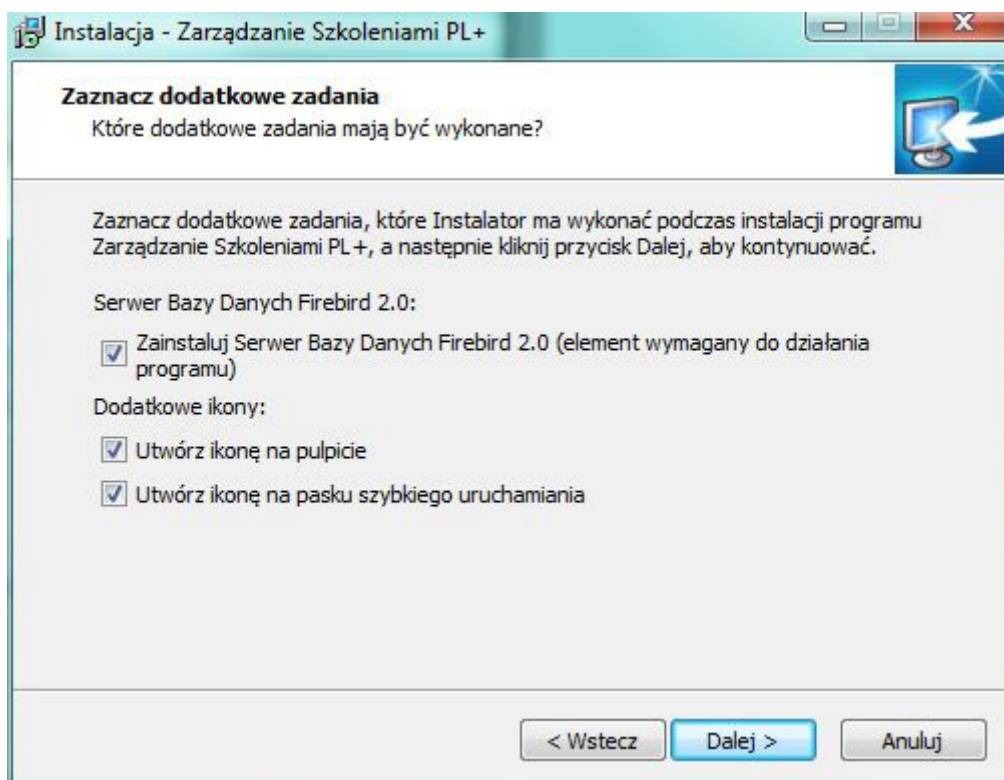 Instalacja - Zarządzanie Szkoleniami PL+
Zaznacz dodatkowe zadania
Które dodatkowe zadania mają być wykonane?
Zaznacz dodatkowe zadania, które Instalator ma wykonać podczas instalacji programu
Zarządzanie Szkoleniami PL+, a następnie kliknij przycisk Dalej, aby kontynuować.
Serwer Bazy Danych Firebird 2.0:
Zainstaluj Serwer Bazy Danych Firebird 2.0 (element wymagany do działania
programu)
Dodatkowe ikony:
Utwórz ikonę na pulpicie
Utwórz ikonę na pasku szybkiego uruchamiania
< Wstecz Dalej > Anuluj